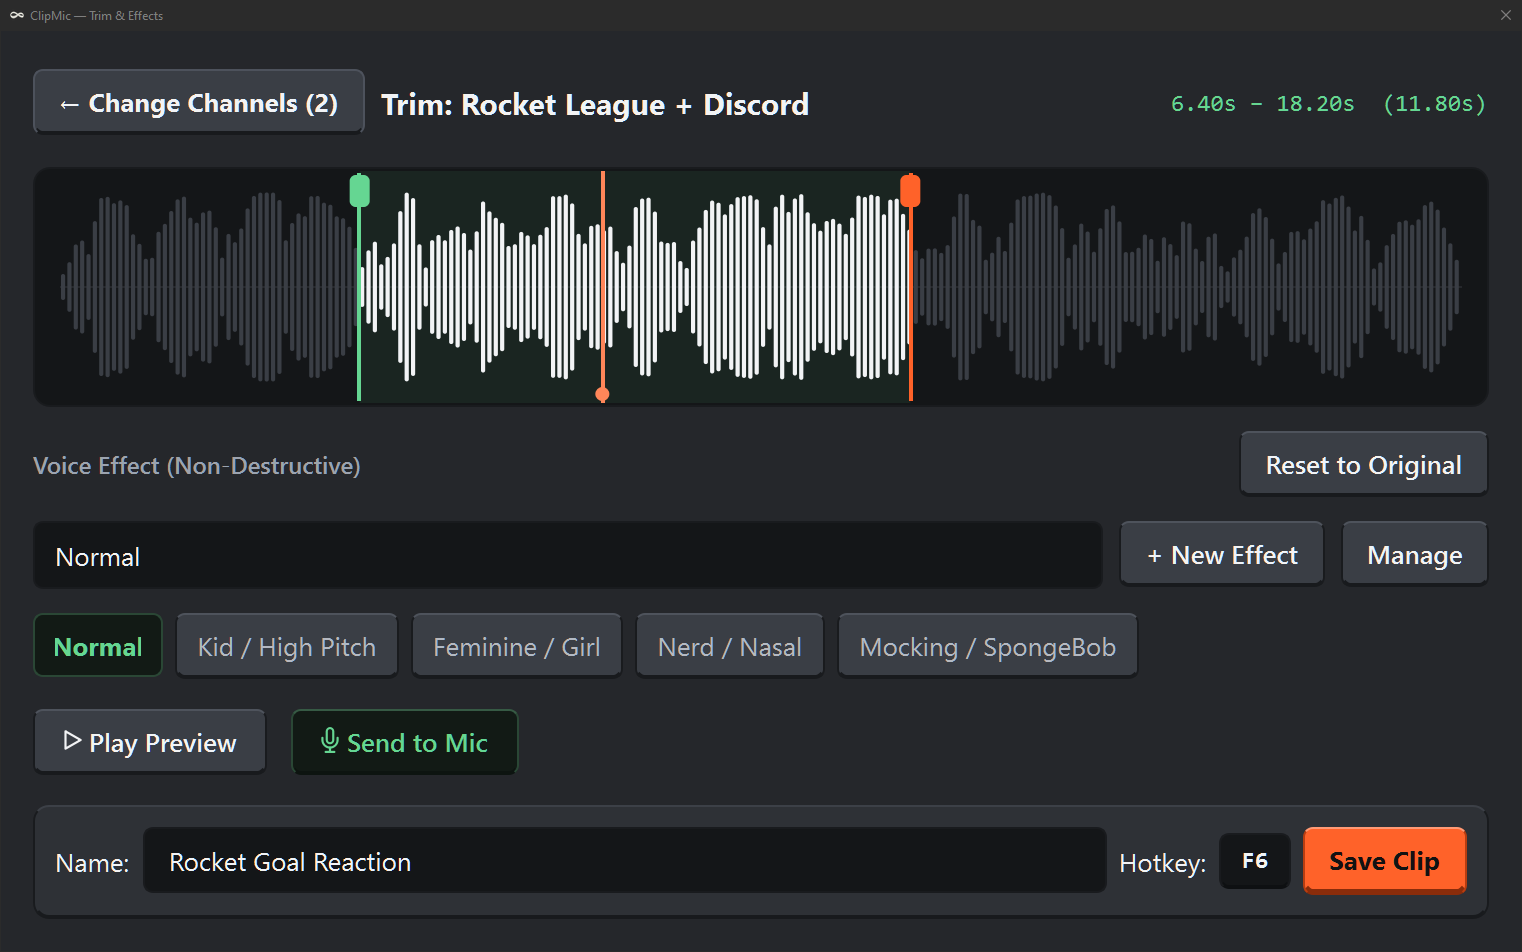 ClipMic — Trim & Effects
← Change Channels (2)
Trim: Rocket League + Discord
6.40s – 18.20s (11.80s)
Voice Effect (Non-Destructive)
Reset to Original
Normal
+ New Effect
Manage
Normal
Kid / High Pitch
Feminine / Girl
Nerd / Nasal
Mocking / SpongeBob
Play Preview
Send to Mic
Name:
Rocket Goal Reaction
Hotkey:
F6
Save Clip